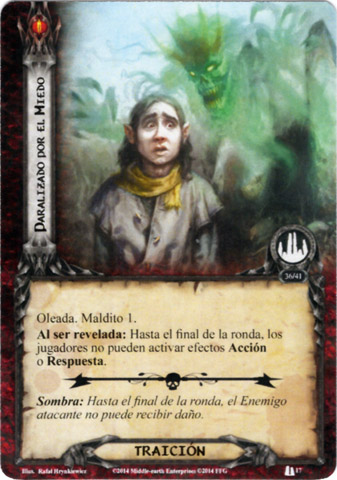 PARALIZADO POR EL MIEDO
36/41
Oleada. Maldito 1.
Al ser revelada: Hasta el final de la ronda, los
jugadores no pueden activar efectos Acción
o Respuesta.
Sombra: Hasta el final de la ronda, el Enemigo
atacante no puede recibir daño.
TRAICIÓN
Illus. Rafał Hrynkiewicz
©2014 Middle-earth Enterprises ©2014 FFG
17